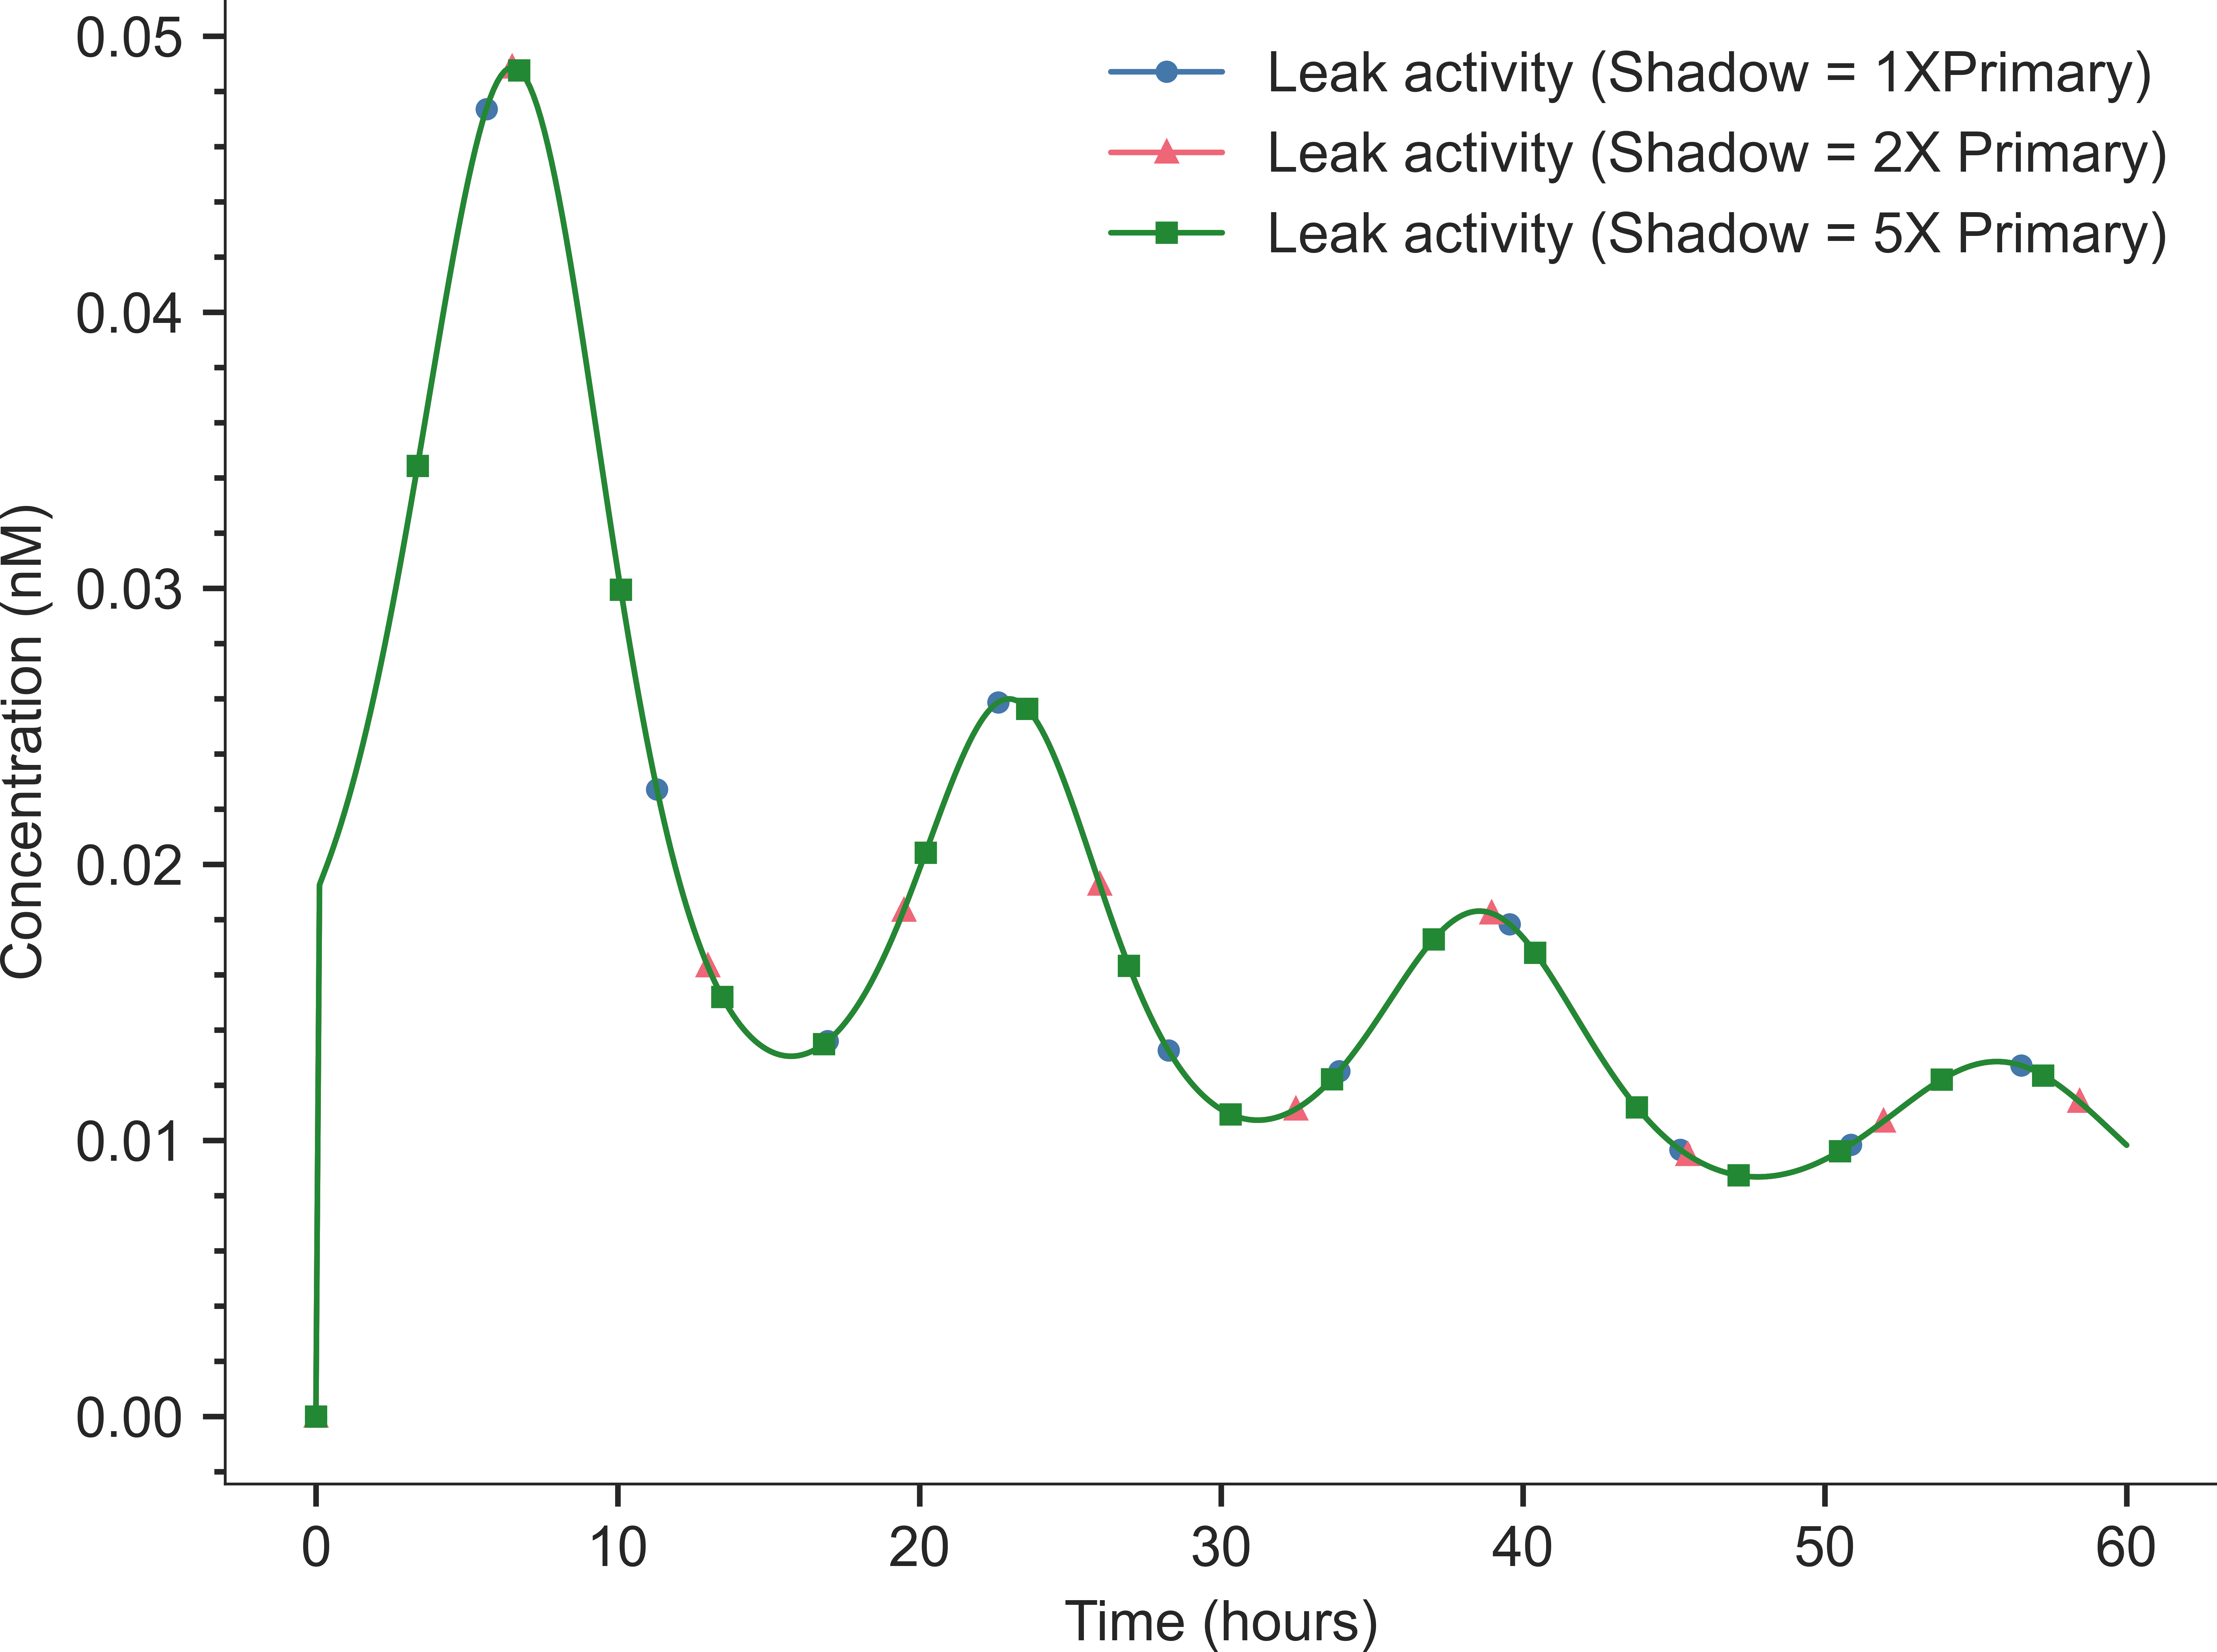 Leak activity (Shadow = 1XPrimary)
Leak activity (Shadow = 2X Primary)
Leak activity (Shadow = 5X Primary)
Concentration (nM)
0.05
0.04
0.03
0.02
0.01
0.00
0 10 20 30 40 50 60
Time (hours)